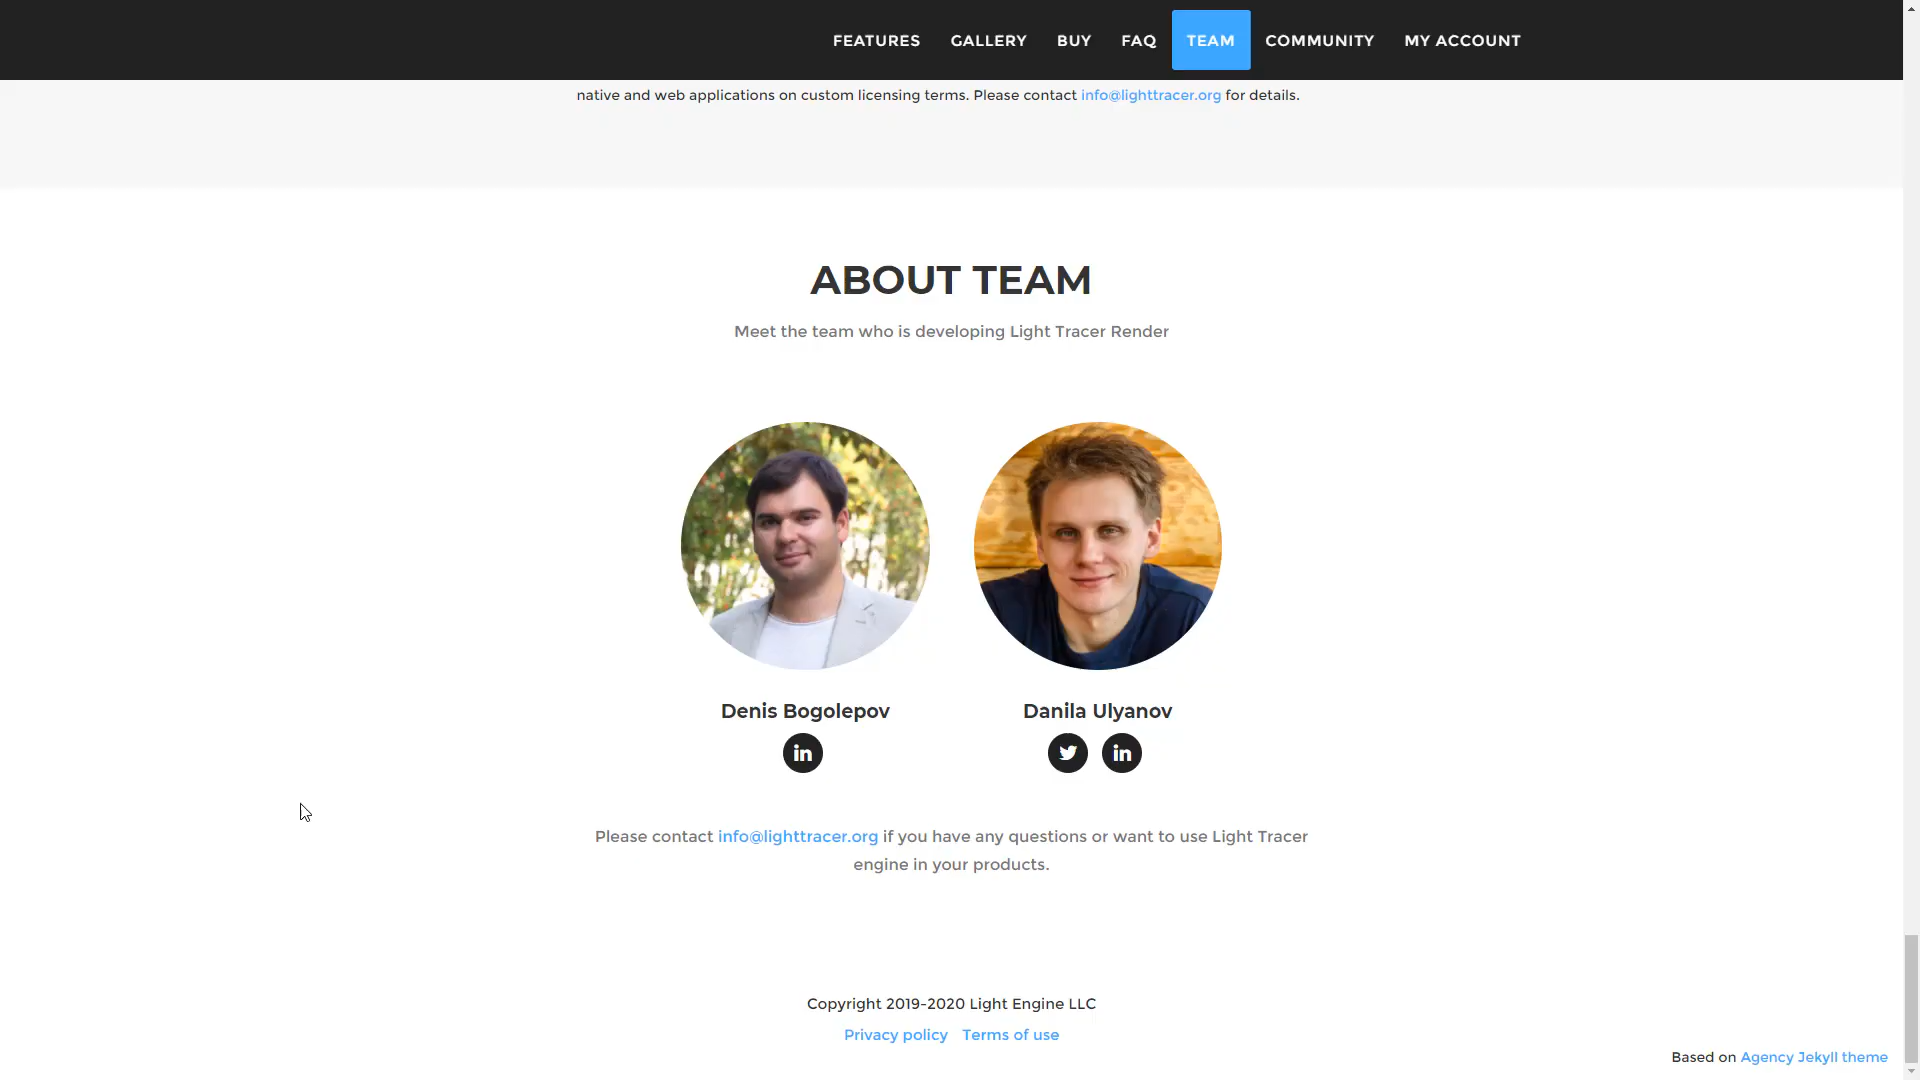 FEATURES GALLERY BUY FAQ TEAM COMMUNITY MY ACCOUNT
native and web applications on custom licensing terms. Please contact info@lighttracer.org for details.
ABOUT TEAM
Meet the team who is developing Light Tracer Render
Denis Bogolepov
Danila Ulyanov
Please contact info@lighttracer.org if you have any questions or want to use Light Tracer
engine in your products.
Copyright 2019-2020 Light Engine LLC
Privacy policy Terms of use
Based on Agency Jekyll theme